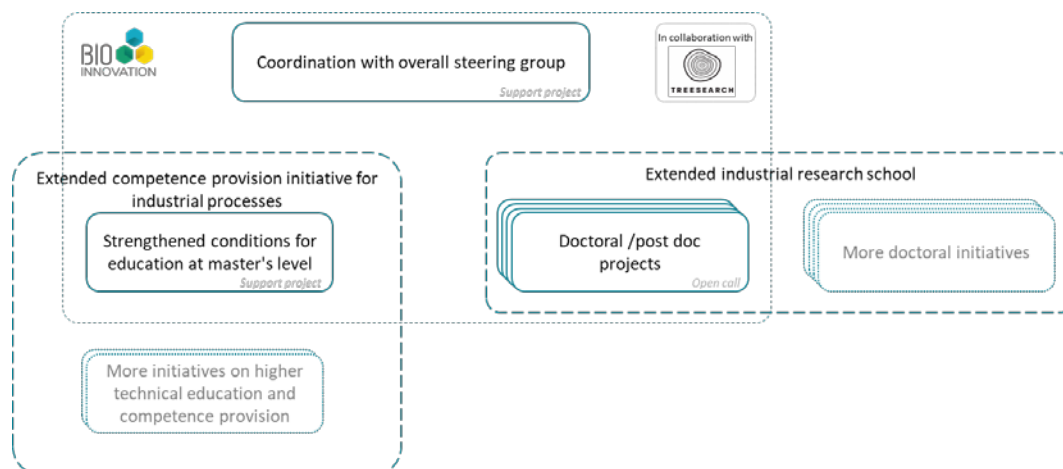 BIO
INNOVATION
Coordination with overall steering group
Support project
In collaboration with
TREESEARCH
Extended competence provision initiative for
industrial processes
Strengthened conditions for
education at master's level
Support project
More initiatives on higher
technical education and
competence provision
Extended industrial research school
Doctoral /post doc
projects
Open call
More doctoral initiatives